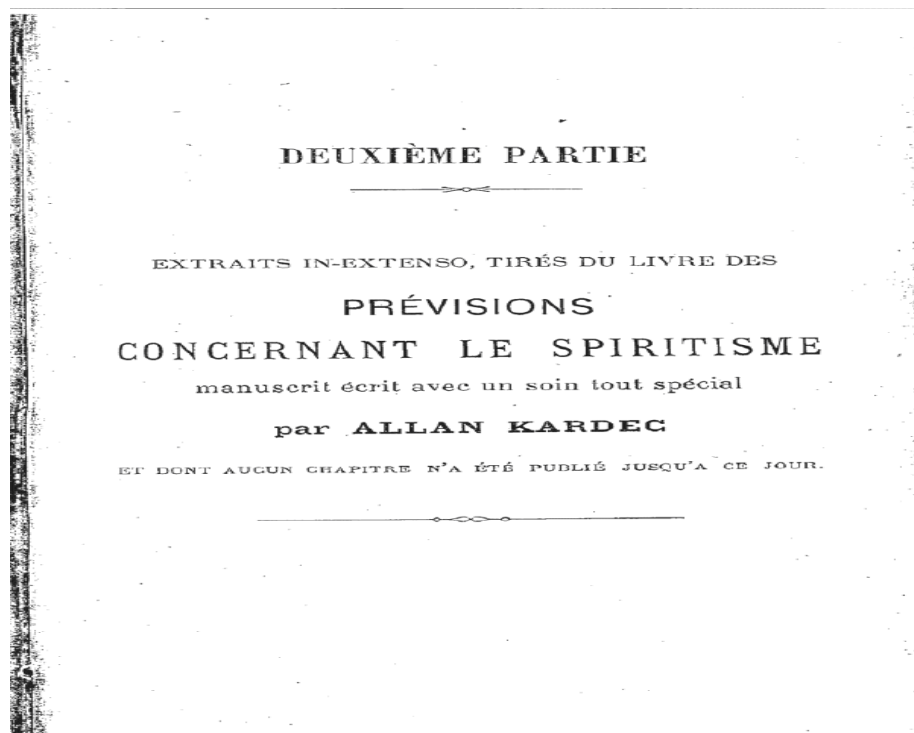 DEUXIÈME PARTIE
EXTRAITS IN-EXTENSO, TIRÉS DU LIVRE DES
PRÉVISIONS
CONCERNANT LE SPIRITISME
manuscrit écrit avec un soin tout spécial
par ALLAN KARDEC
ET DONT AUCUN CHAPITRE N'A ÉTÉ PUBLIÉ JUSQU'A CE JOUR.